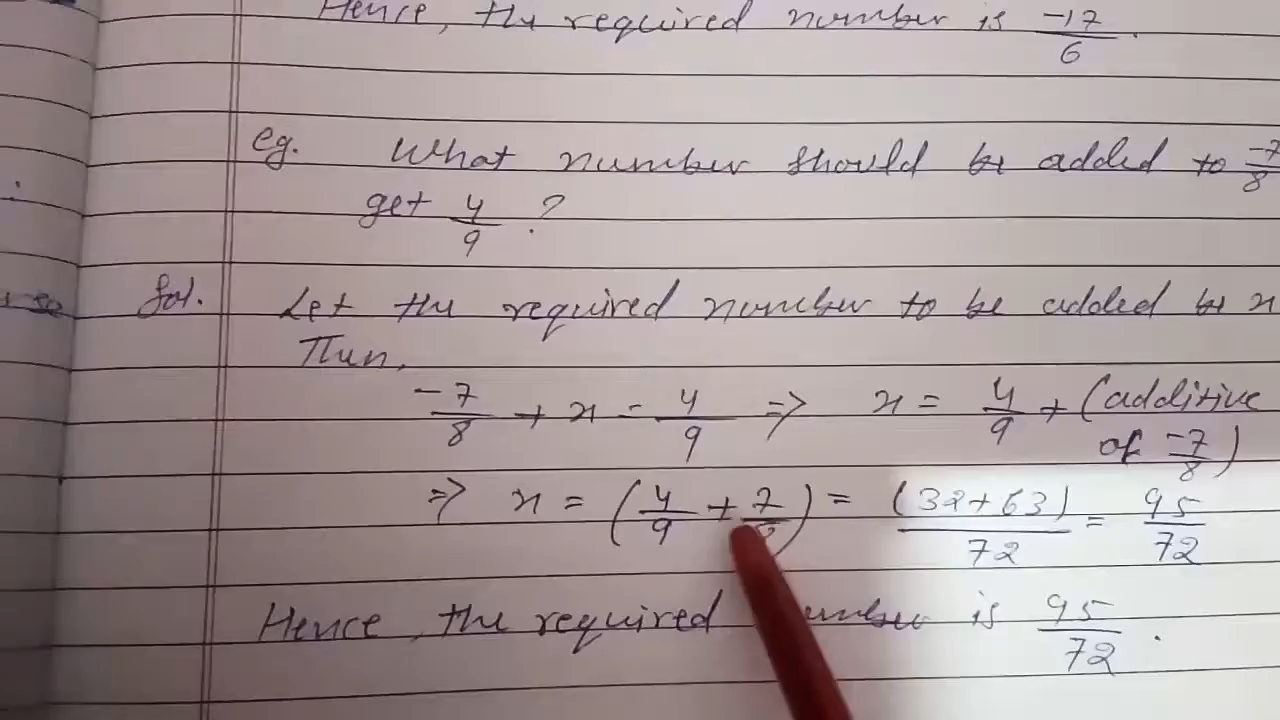 Hence, the required number is -17/6.
eg. What number should be added to -7/8
get 4/9 ?
Sol. Let the required number to be added be x
Then,
-7/8 + x = 4/9 => x = 4/9 + (additive
of -7/8)
=> x = (4/9 + 7/8) = (32+63)/72 = 95/72
Hence, the required number is 95/72.